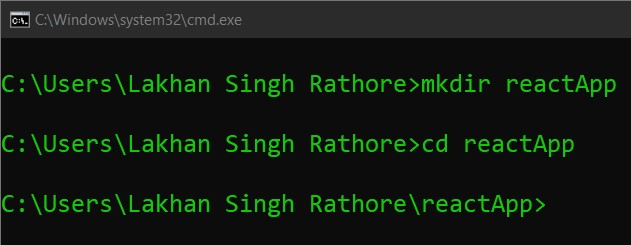 C:\Windows\system32\cmd.exe
C:\Users\Lakhan Singh Rathore>mkdir reactApp
C:\Users\Lakhan Singh Rathore>cd reactApp
C:\Users\Lakhan Singh Rathore\reactApp>